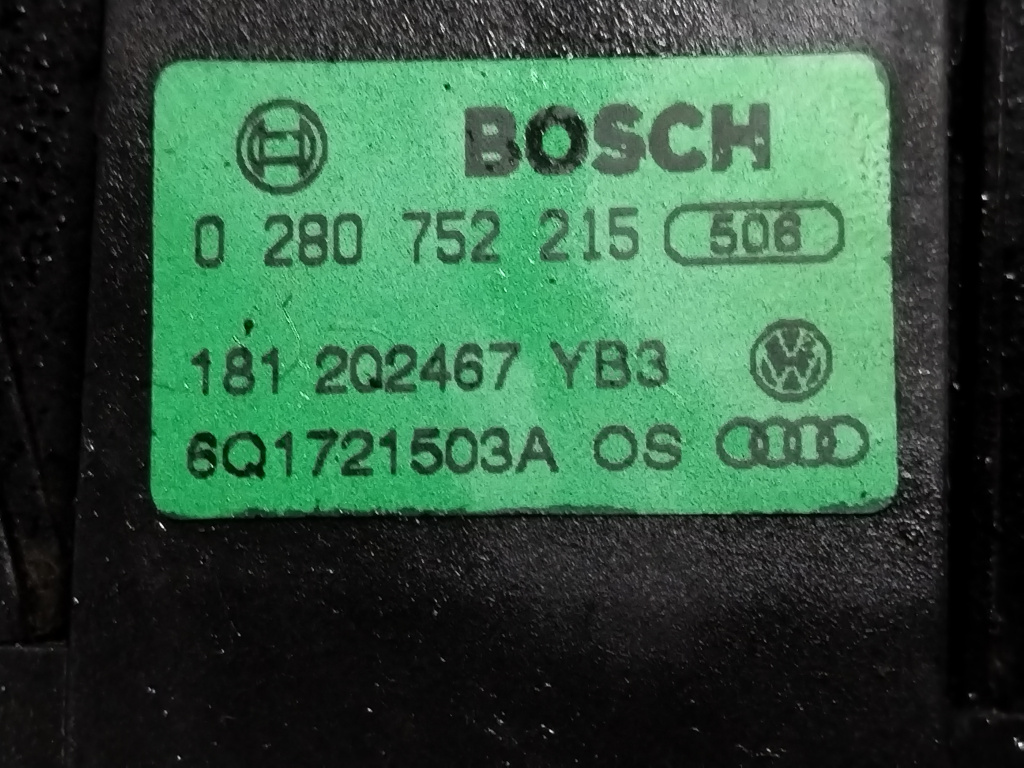 BOSCH
0 280 752 215 506
181 2Q2467 YB3
6Q1721503A OS